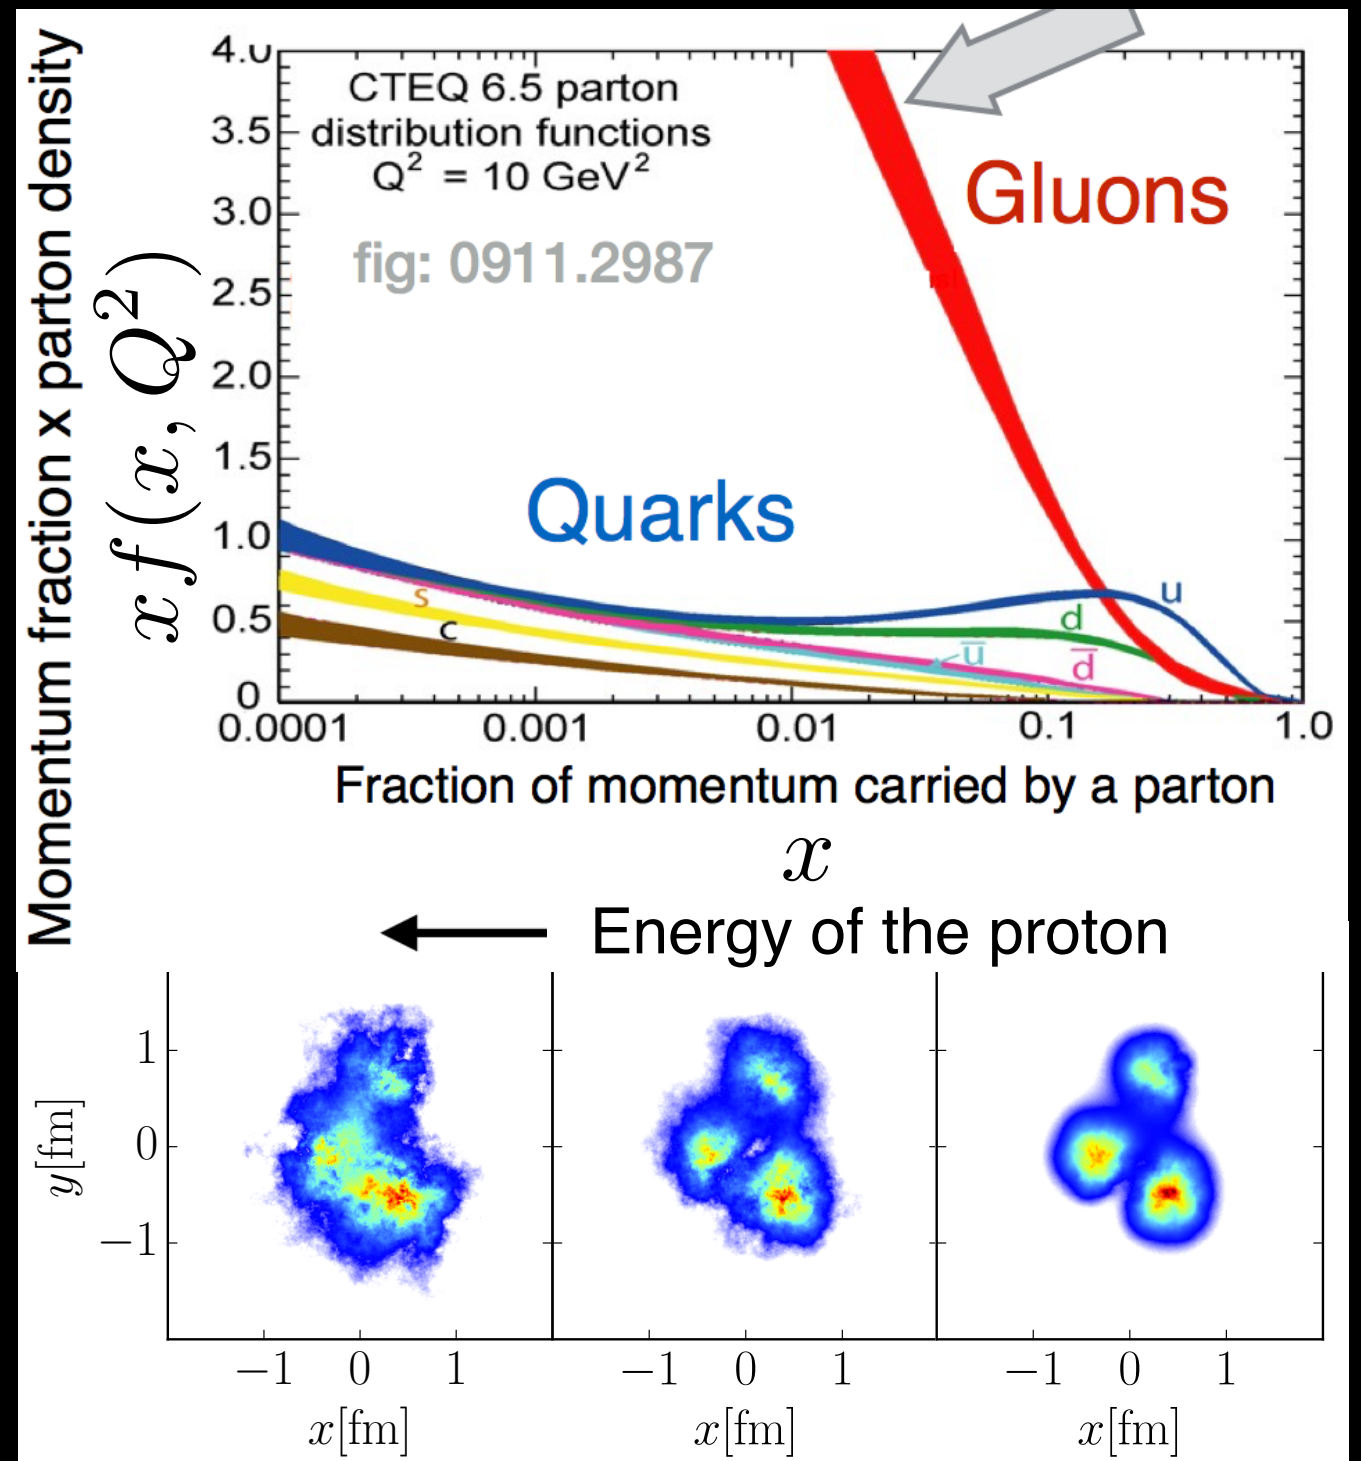 Momentum fraction x parton density
x f(x, Q²)
4.0
3.5
3.0
2.5
2.0
1.5
1.0
0.5
0
CTEQ 6.5 parton
distribution functions
Q² = 10 GeV²
fig: 0911.2987
Gluons
Quarks
s
c
u
d
u̅
d̅
0.0001 0.001 0.01 0.1 1.0
Fraction of momentum carried by a parton
x
Energy of the proton
y[fm]
1
0
−1
−1 0 1 −1 0 1 −1 0 1
x[fm] x[fm] x[fm]